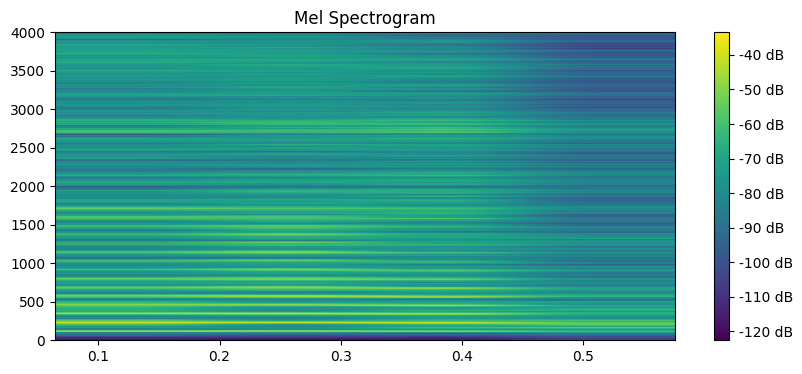 Mel Spectrogram
4000
3500
3000
2500
2000
1500
1000
500
0
0.1 0.2 0.3 0.4 0.5
-40 dB
-50 dB
-60 dB
-70 dB
-80 dB
-90 dB
-100 dB
-110 dB
-120 dB